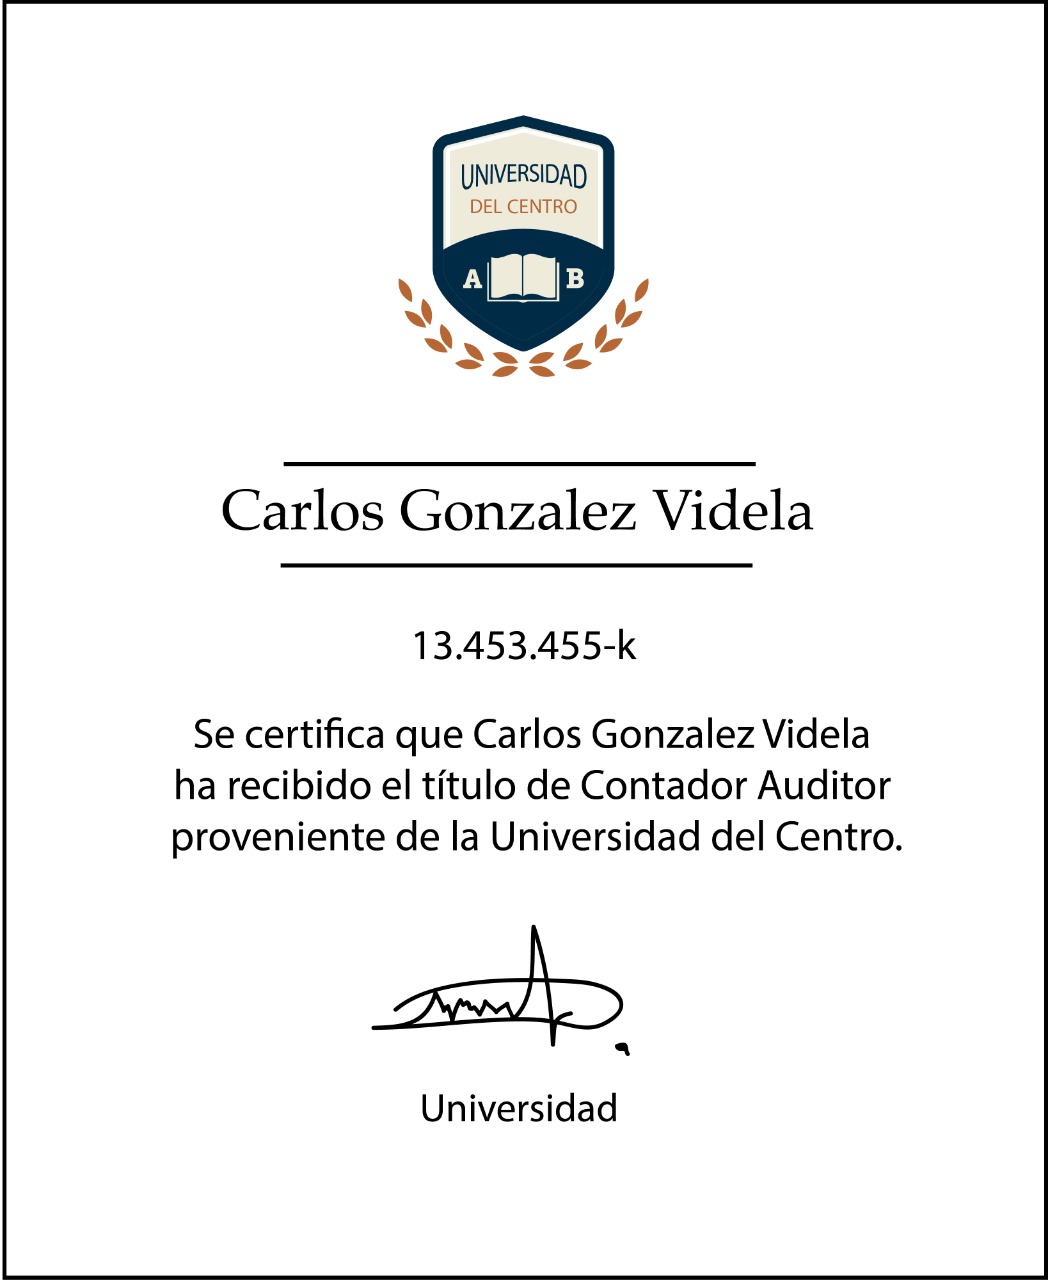 UNIVERSIDAD
DEL CENTRO
A B
Carlos Gonzalez Videla
13.453.455-k
Se certifica que Carlos Gonzalez Videla
ha recibido el título de Contador Auditor
proveniente de la Universidad del Centro.
Universidad